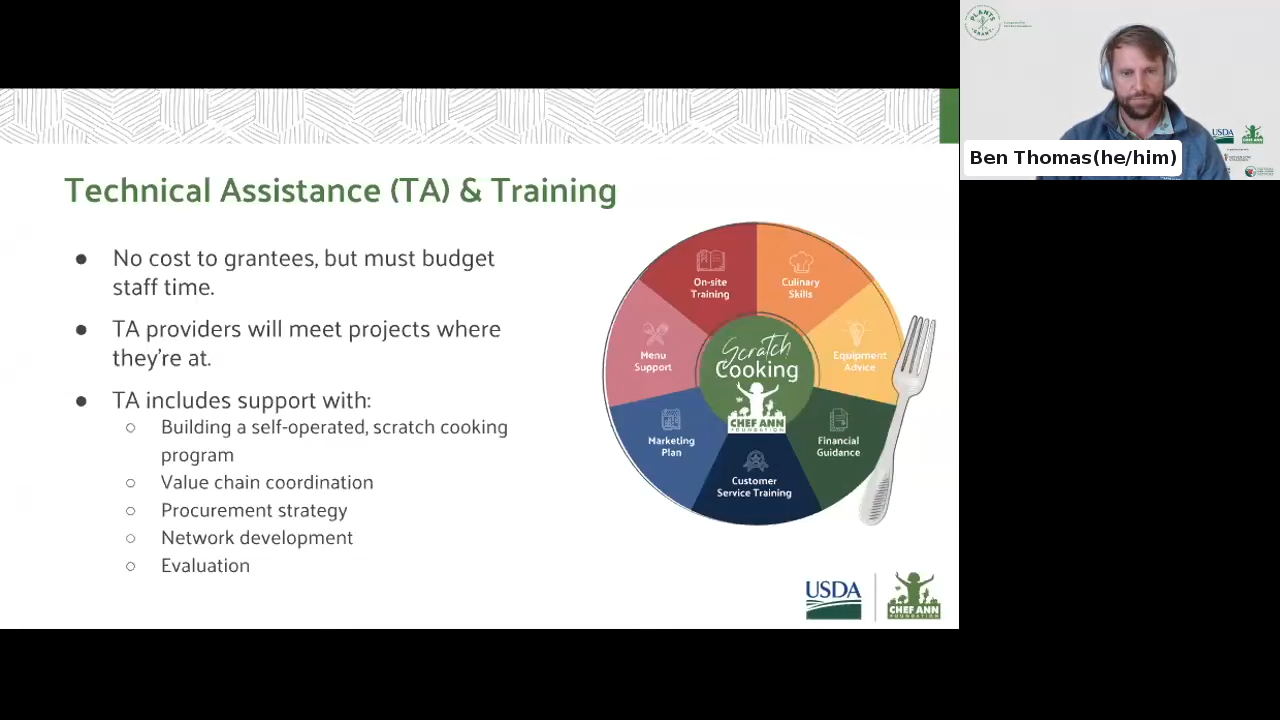 PLANTS
GRANT
USDA
Ben Thomas(he/him)
Technical Assistance (TA) & Training
● No cost to grantees, but must budget
staff time.
● TA providers will meet projects where
they're at.
● TA includes support with:
○ Building a self-operated, scratch cooking
program
○ Value chain coordination
○ Procurement strategy
○ Network development
○ Evaluation
On-site
Training
Culinary
Skills
Menu
Support
Scratch
Cooking
Equipment
Advice
CHEF ANN
FOUNDATION
Marketing
Plan
Financial
Guidance
Customer
Service Training
USDA
CHEF ANN
FOUNDATION